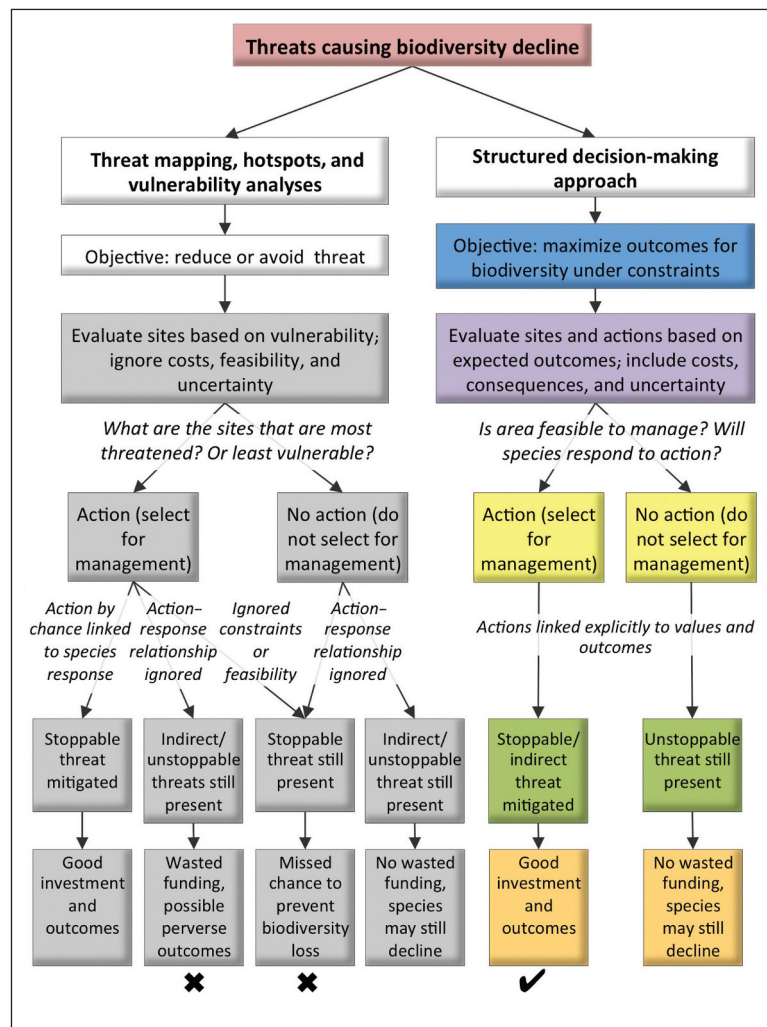 Threats causing biodiversity decline
Threat mapping, hotspots, and
vulnerability analyses
Structured decision-making
approach
Objective: reduce or avoid threat
Objective: maximize outcomes for
biodiversity under constraints
Evaluate sites based on vulnerability;
ignore costs, feasibility, and
uncertainty
Evaluate sites and actions based on
expected outcomes; include costs,
consequences, and uncertainty
What are the sites that are most
threatened? Or least vulnerable?
Is area feasible to manage? Will
species respond to action?
Action (select
for
management)
No action (do
not select for
management)
Action (select
for
management)
No action (do
not select for
management)
Action by
chance linked
to species
response
Action–
response
relationship
ignored
Ignored
constraints
or
feasibility
Action–
response
relationship
ignored
Actions linked explicitly to values and
outcomes
Stoppable
threat
mitigated
Indirect/
unstoppable
threats still
present
Stoppable
threat still
present
Indirect/
unstoppable
threat still
present
Stoppable/
indirect
threat
mitigated
Unstoppable
threat still
present
Good
investment
and
outcomes
Wasted
funding,
possible
perverse
outcomes
Missed
chance to
prevent
biodiversity
loss
No wasted
funding,
species
may still
decline
Good
investment
and
outcomes
No wasted
funding,
species
may still
decline